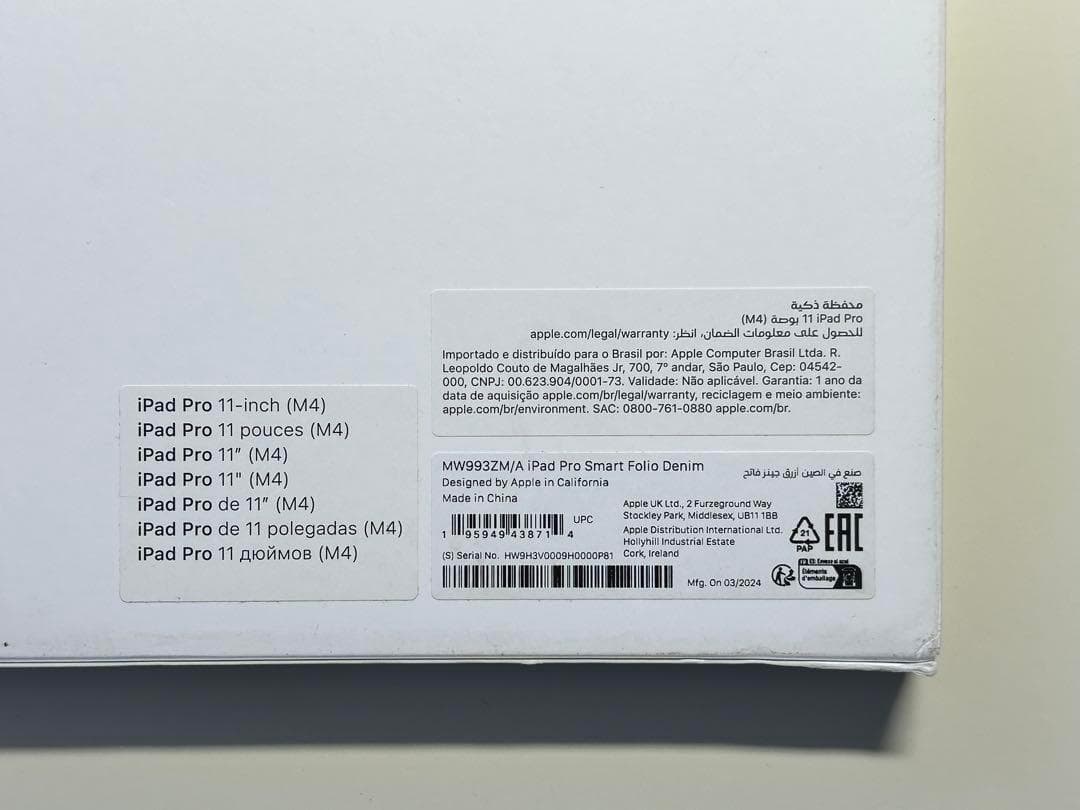 iPad Pro 11-inch (M4)
iPad Pro 11 pouces (M4)
iPad Pro 11″ (M4)
iPad Pro 11" (M4)
iPad Pro de 11″ (M4)
iPad Pro de 11 polegadas (M4)
iPad Pro 11 дюймов (M4)
محفظة ذكية
iPad Pro 11 بوصة (M4)
للحصول على معلومات الضمان، انظر: apple.com/legal/warranty
Importado e distribuído para o Brasil por: Apple Computer Brasil Ltda. R.
Leopoldo Couto de Magalhães Jr, 700, 7º andar, São Paulo, Cep: 04542-
000, CNPJ: 00.623.904/0001-73. Validade: Não aplicável. Garantia: 1 ano da
data de aquisição apple.com/br/legal/warranty, reciclagem e meio ambiente:
apple.com/br/environment. SAC: 0800-761-0880 apple.com/br.
MW993ZM/A iPad Pro Smart Folio Denim
صنع في الصين أزرق جينز فاتح
Designed by Apple in California
Made in China
UPC
1 95949 43871 4
(S) Serial No. HW9H3V0009H0000P81
Apple UK Ltd., 2 Furzeground Way
Stockley Park, Middlesex, UB11 1BB
Apple Distribution International Ltd.
Hollyhill Industrial Estate
Cork, Ireland
Mfg. On 03/2024
21
PAP
EAC
Éléments
d'emballage